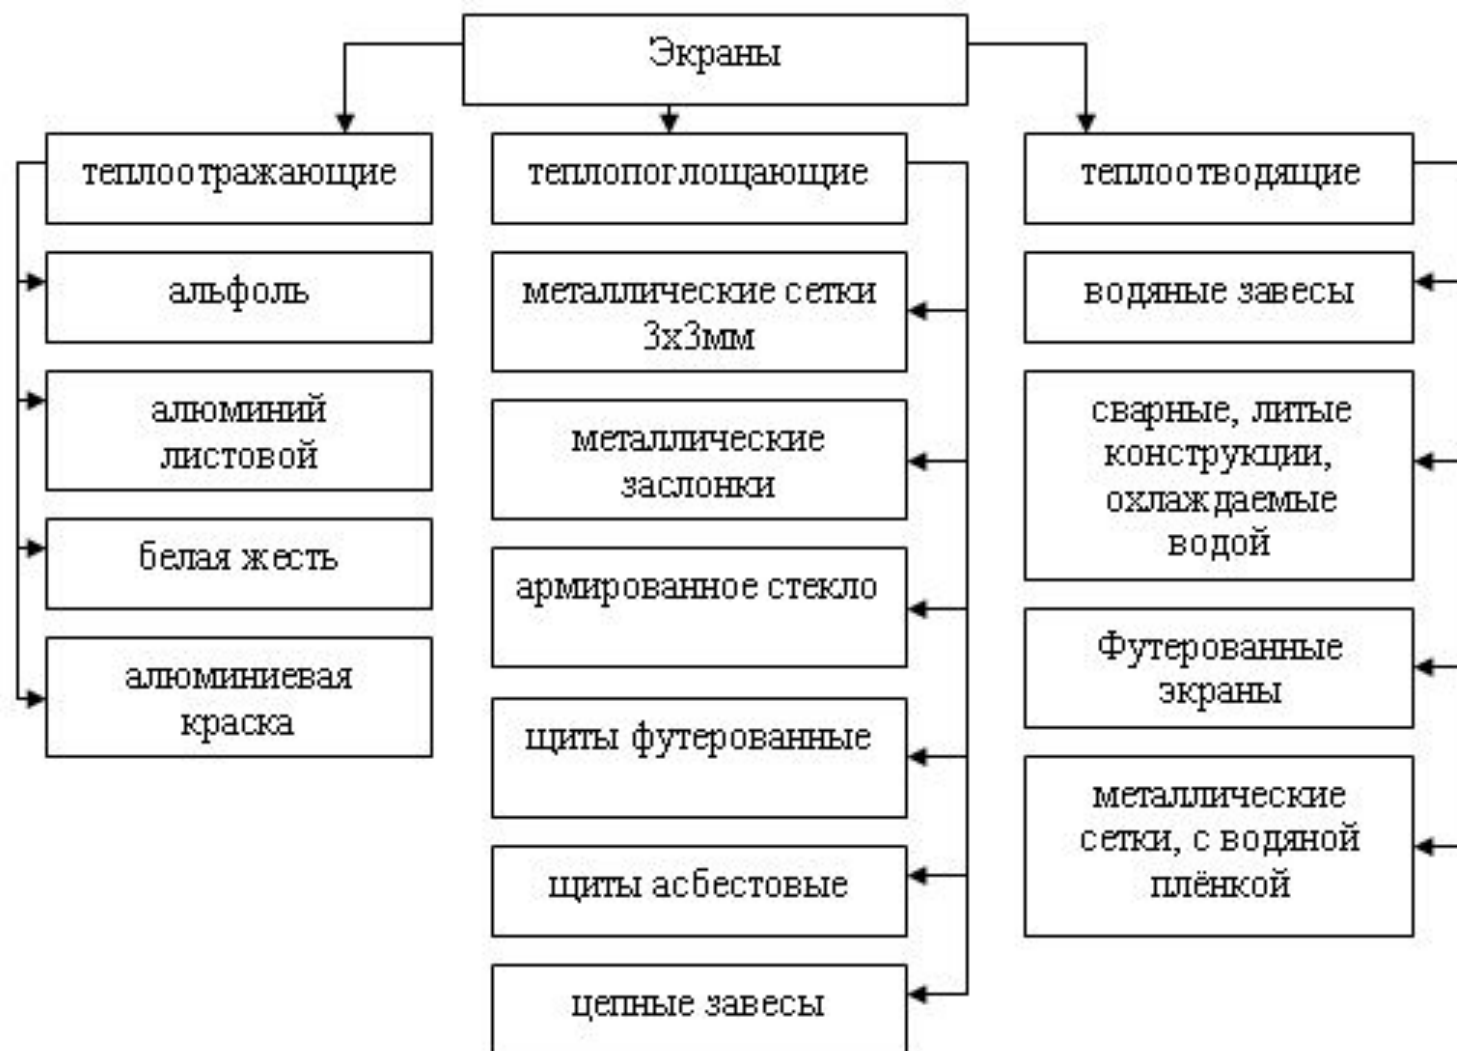 Экраны
теплоотражающие
альфоль
алюминий
листовой
белая жесть
алюминиевая
краска
теплопоглощающие
металлические сетки
3х3мм
металлические
заслонки
армированное стекло
щиты футерованные
щиты асбестовые
цепные завесы
теплоотводящие
водяные завесы
сварные, литые
конструкции,
охлаждаемые
водой
Футерованные
экраны
металлические
сетки, с водяной
плёнкой